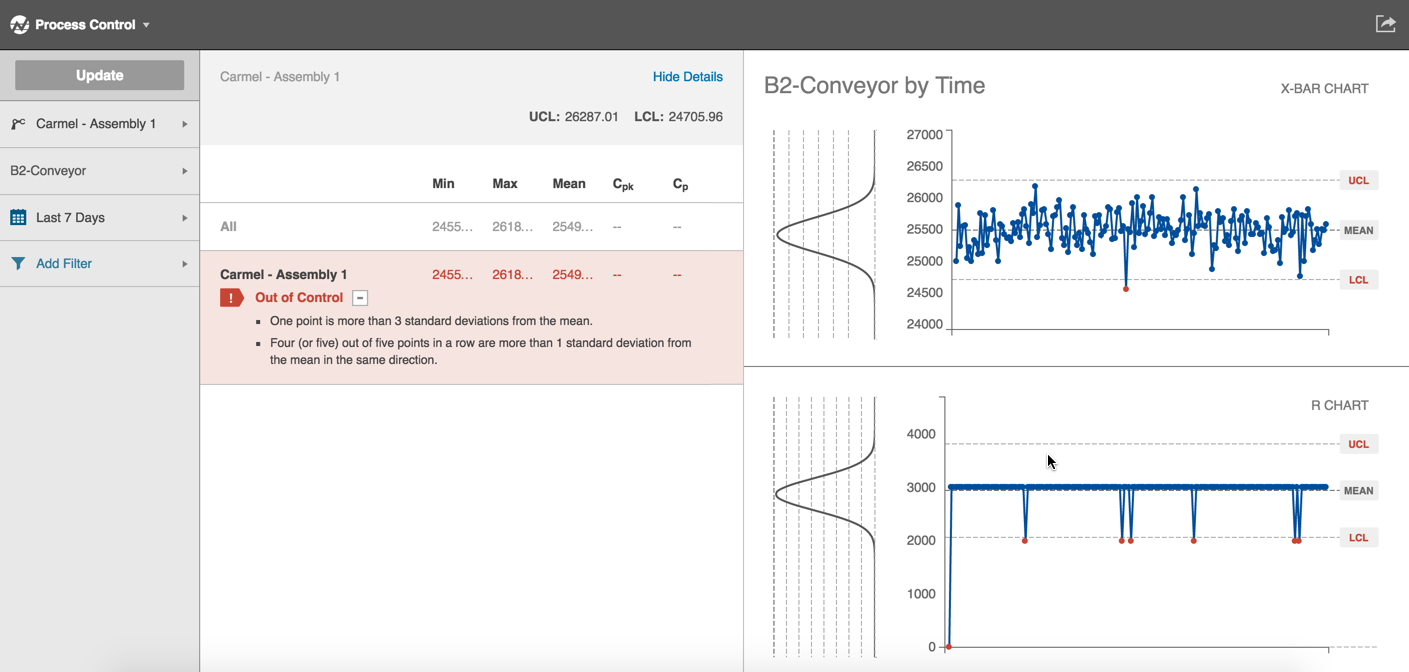 Process Control
Update
Carmel - Assembly 1
B2-Conveyor
Last 7 Days
Add Filter
Carmel - Assembly 1
Hide Details
UCL: 26287.01 LCL: 24705.96
Min Max Mean Cpk Cp
All 2455... 2618... 2549... -- --
Carmel - Assembly 1 2455... 2618... 2549... -- --
! Out of Control
One point is more than 3 standard deviations from the mean.
Four (or five) out of five points in a row are more than 1 standard deviation from
the mean in the same direction.
B2-Conveyor by Time
X-BAR CHART
27000
26500
26000
25500
25000
24500
24000
UCL
MEAN
LCL
R CHART
4000
3000
2000
1000
0
UCL
MEAN
LCL